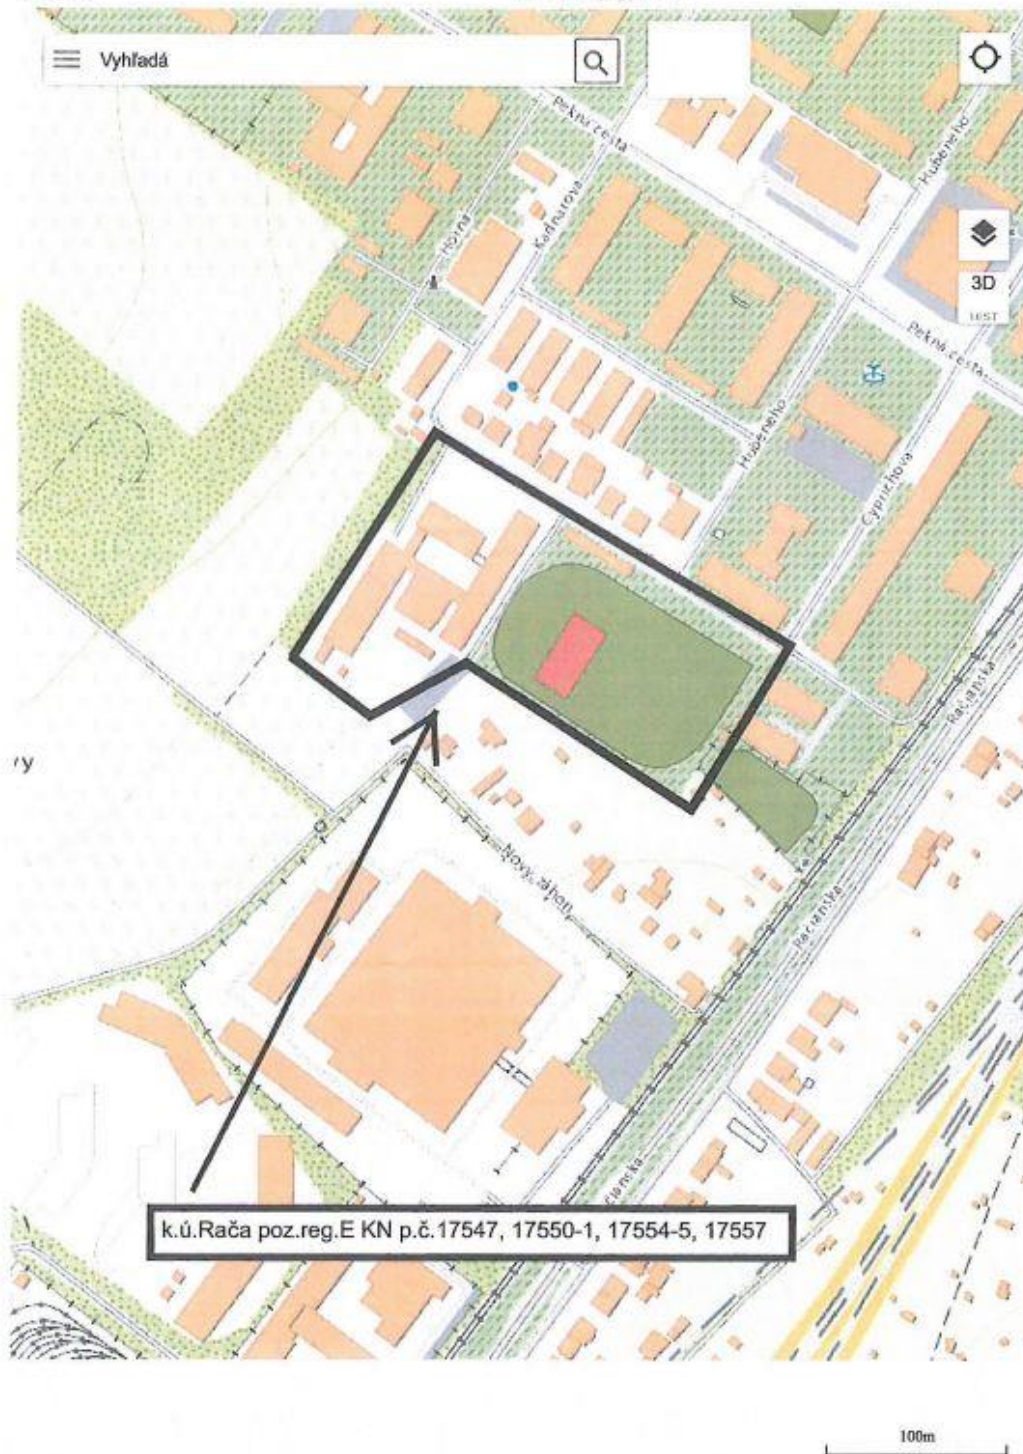 Vyhľadá
Pekná cesta
Hubeného
Kadnárova
Horná
3D
Pekná cesta
Hubeného
Cyprichova
Račianska
vy
Nový záhon
Račianska
k.ú.Rača poz.reg.E KN p.č.17547, 17550-1, 17554-5, 17557
100m